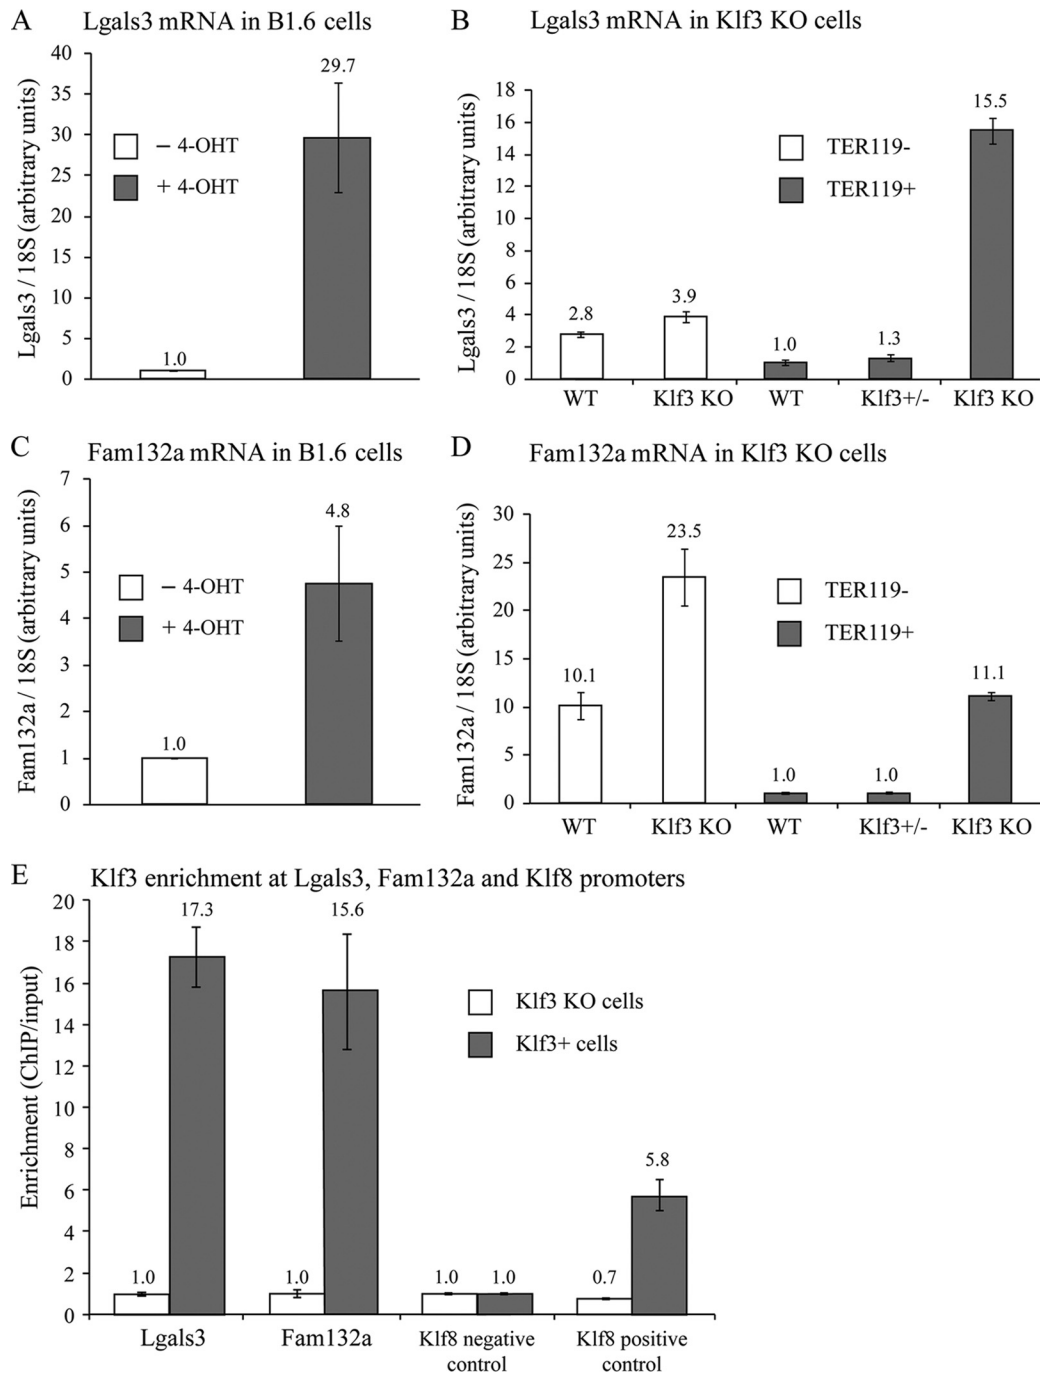 A
Lgals3 mRNA in B1.6 cells
Lgals3 / 18S (arbitrary units)
40
35
30
25
20
15
10
5
0
− 4-OHT
+ 4-OHT
1.0
29.7
B
Lgals3 mRNA in Klf3 KO cells
Lgals3 / 18S (arbitrary units)
18
16
14
12
10
8
6
4
2
0
TER119-
TER119+
2.8
3.9
1.0
1.3
15.5
WT
Klf3 KO
WT
Klf3+/-
Klf3 KO
C
Fam132a mRNA in B1.6 cells
Fam132a / 18S (arbitrary units)
7
6
5
4
3
2
1
0
− 4-OHT
+ 4-OHT
1.0
4.8
D
Fam132a mRNA in Klf3 KO cells
Fam132a / 18S (arbitrary units)
30
25
20
15
10
5
0
TER119-
TER119+
10.1
23.5
1.0
1.0
11.1
WT
Klf3 KO
WT
Klf3+/-
Klf3 KO
E
Klf3 enrichment at Lgals3, Fam132a and Klf8 promoters
Enrichment (ChIP/input)
20
18
16
14
12
10
8
6
4
2
0
Klf3 KO cells
Klf3+ cells
1.0
17.3
1.0
15.6
1.0
1.0
0.7
5.8
Lgals3
Fam132a
Klf8 negative
control
Klf8 positive
control